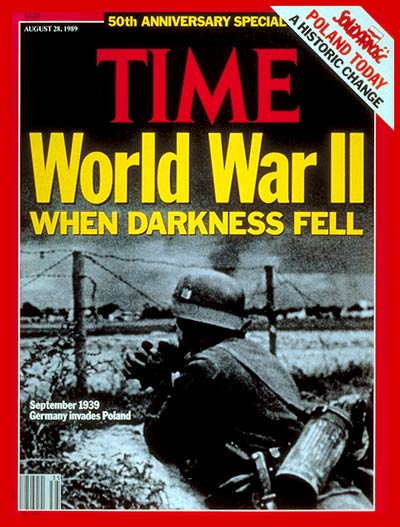 50th ANNIVERSARY SPECIAL
AUGUST 28, 1989
SOLIDARNOŚĆ
POLAND TODAY
A HISTORIC CHANGE
TIME
World War II
WHEN DARKNESS FELL
September 1939
Germany invades Poland
35